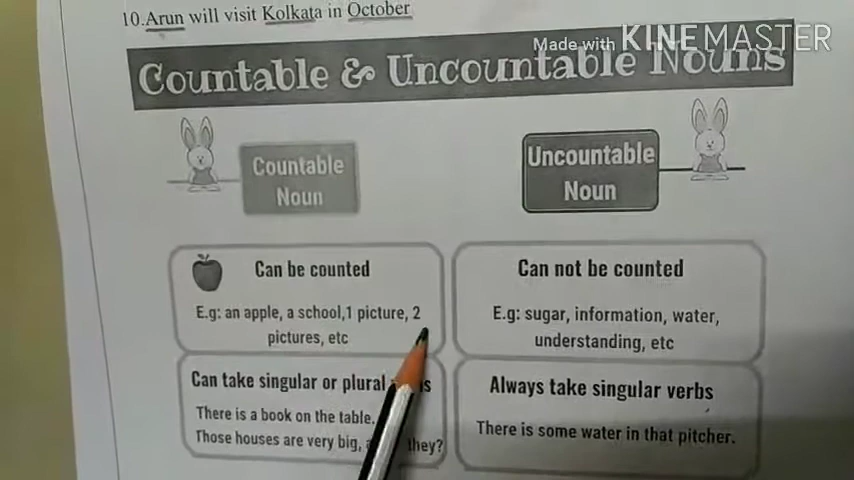 10.Arun will visit Kolkata in October
Made with KINEMASTER
Countable & Uncountable Nouns
Countable
Noun
Uncountable
Noun
Can be counted
E.g: an apple, a school,1 picture, 2
pictures, etc
Can not be counted
E.g: sugar, information, water,
understanding, etc
Can take singular or plural
There is a book on the table.
Those houses are very big, they?
Always take singular verbs
There is some water in that pitcher.